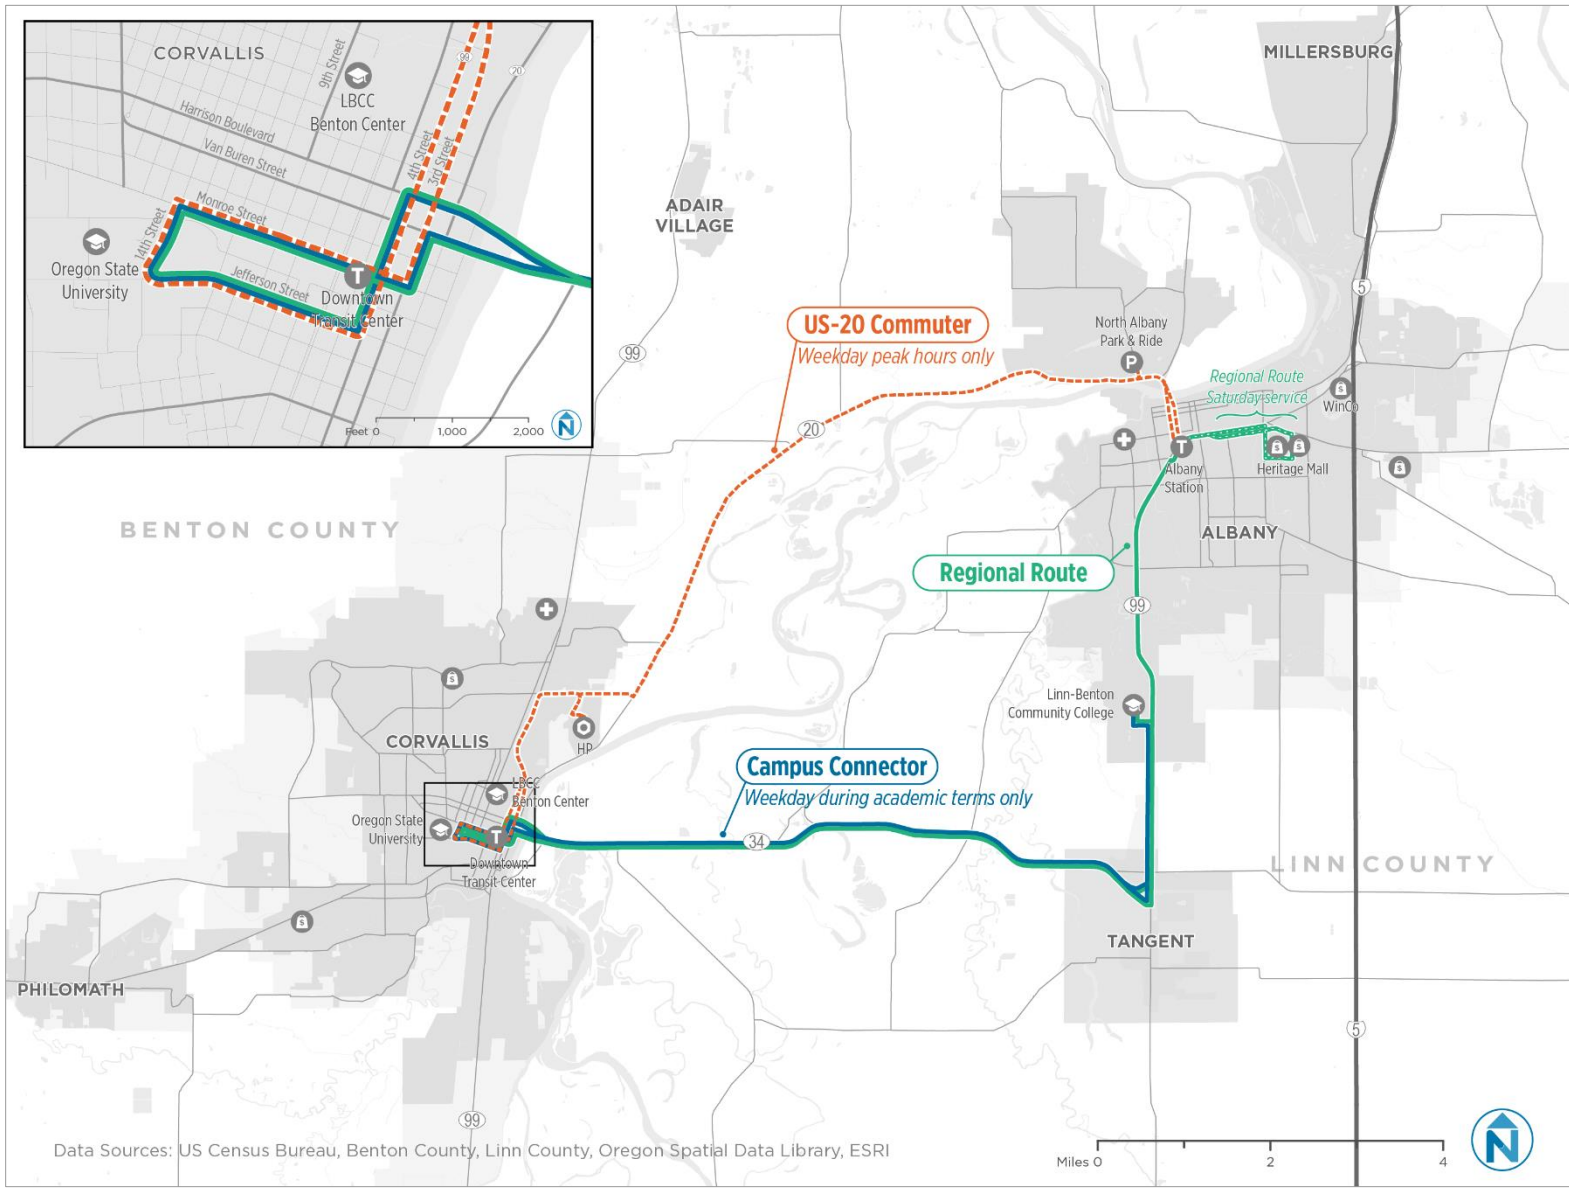 CORVALLIS
9th Street
99
20
LBCC
Benton Center
Harrison Boulevard
Van Buren Street
4th Street
3rd Street
Monroe Street
14th Street
Oregon State
University
Jefferson Street
Downtown
Transit Center
T
Feet 0
1,000
2,000
N
MILLERSBURG
ADAIR
VILLAGE
5
99
US-20 Commuter
Weekday peak hours only
North Albany
Park & Ride
P
Regional Route
Saturday service
WinCo
20
T
Albany
Station
Heritage Mall
BENTON COUNTY
ALBANY
Regional Route
99
Linn-Benton
Community College
CORVALLIS
HP
Campus Connector
Weekday during academic terms only
LBCC
Benton Center
Oregon State
University
T
Downtown
Transit Center
34
LINN COUNTY
TANGENT
PHILOMATH
5
99
Data Sources: US Census Bureau, Benton County, Linn County, Oregon Spatial Data Library, ESRI
Miles 0
2
4
N